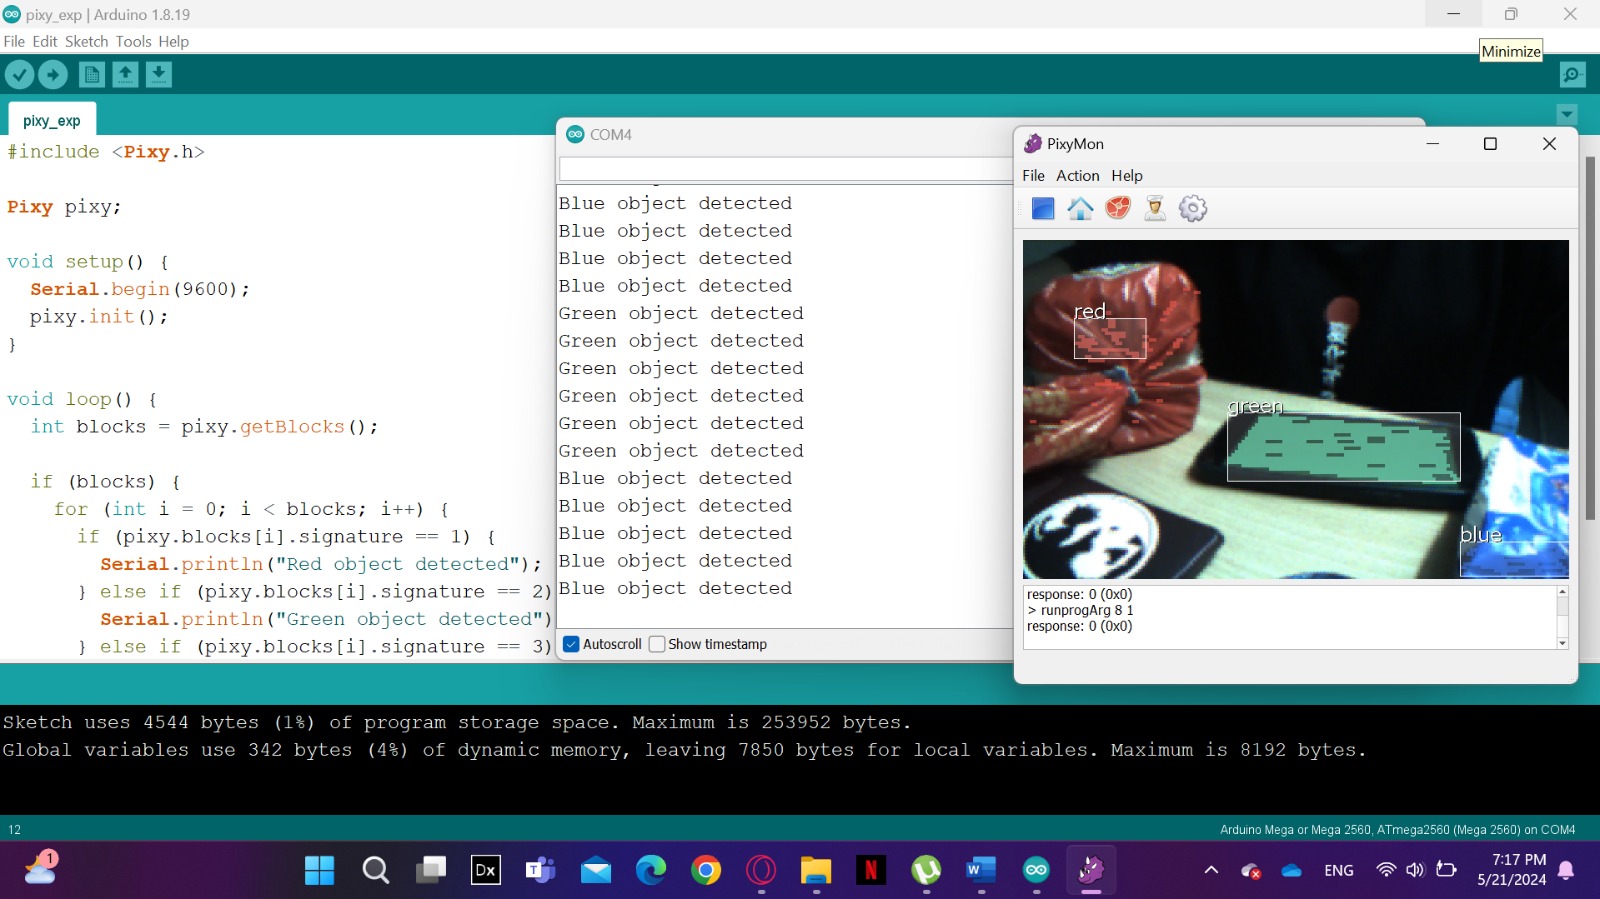 pixy_exp | Arduino 1.8.19
File Edit Sketch Tools Help
Minimize
pixy_exp
#include <Pixy.h>
Pixy pixy;
void setup() {
Serial.begin(9600);
pixy.init();
}
void loop() {
int blocks = pixy.getBlocks();
if (blocks) {
for (int i = 0; i < blocks; i++) {
if (pixy.blocks[i].signature == 1) {
Serial.println("Red object detected");
} else if (pixy.blocks[i].signature == 2)
Serial.println("Green object detected")
} else if (pixy.blocks[i].signature == 3)
COM4
Blue object detected
Blue object detected
Blue object detected
Blue object detected
Green object detected
Green object detected
Green object detected
Green object detected
Green object detected
Green object detected
Blue object detected
Blue object detected
Blue object detected
Blue object detected
Blue object detected
Autoscroll Show timestamp
PixyMon
File Action Help
red
green
blue
response: 0 (0x0)
> runprogArg 8 1
response: 0 (0x0)
Sketch uses 4544 bytes (1%) of program storage space. Maximum is 253952 bytes.
Global variables use 342 bytes (4%) of dynamic memory, leaving 7850 bytes for local variables. Maximum is 8192 bytes.
12
Arduino Mega or Mega 2560, ATmega2560 (Mega 2560) on COM4
1
Dx
T
N
W
ENG
7:17 PM
5/21/2024